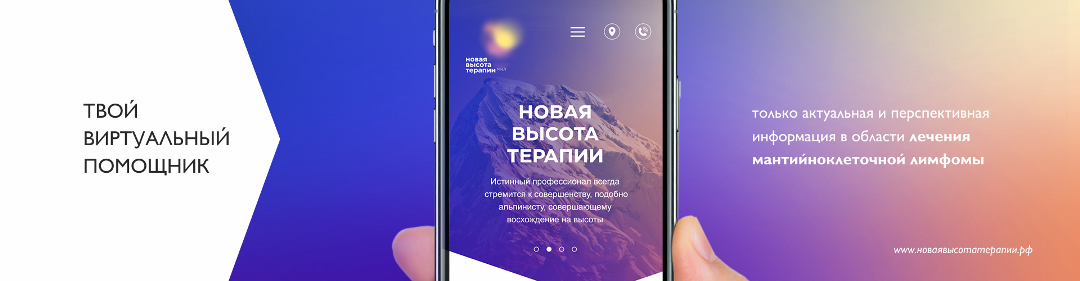 ТВОЙ
ВИРТУАЛЬНЫЙ
ПОМОЩНИК
новая
высота
терапии
НОВАЯ
ВЫСОТА
ТЕРАПИИ
Истинный профессионал всегда
стремится к совершенству, подобно
альпинисту, совершающему
восхождение на высоты
только актуальная и перспективная
информация в области лечения
мантийноклеточной лимфомы
www.новаявысотатерапии.рф